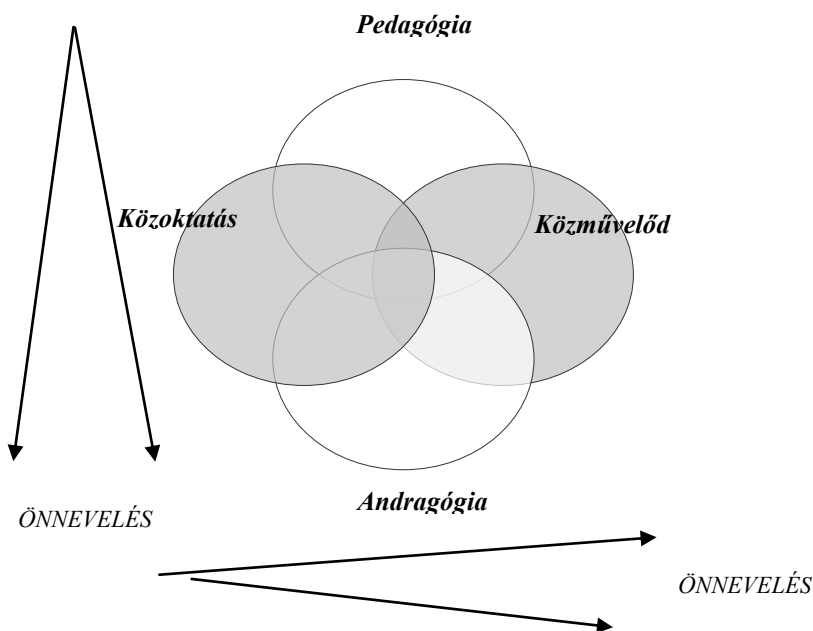 Pedagógia
Közoktatás
Közművelőd
ÖNNEVELÉS
Andragógia
ÖNNEVELÉS